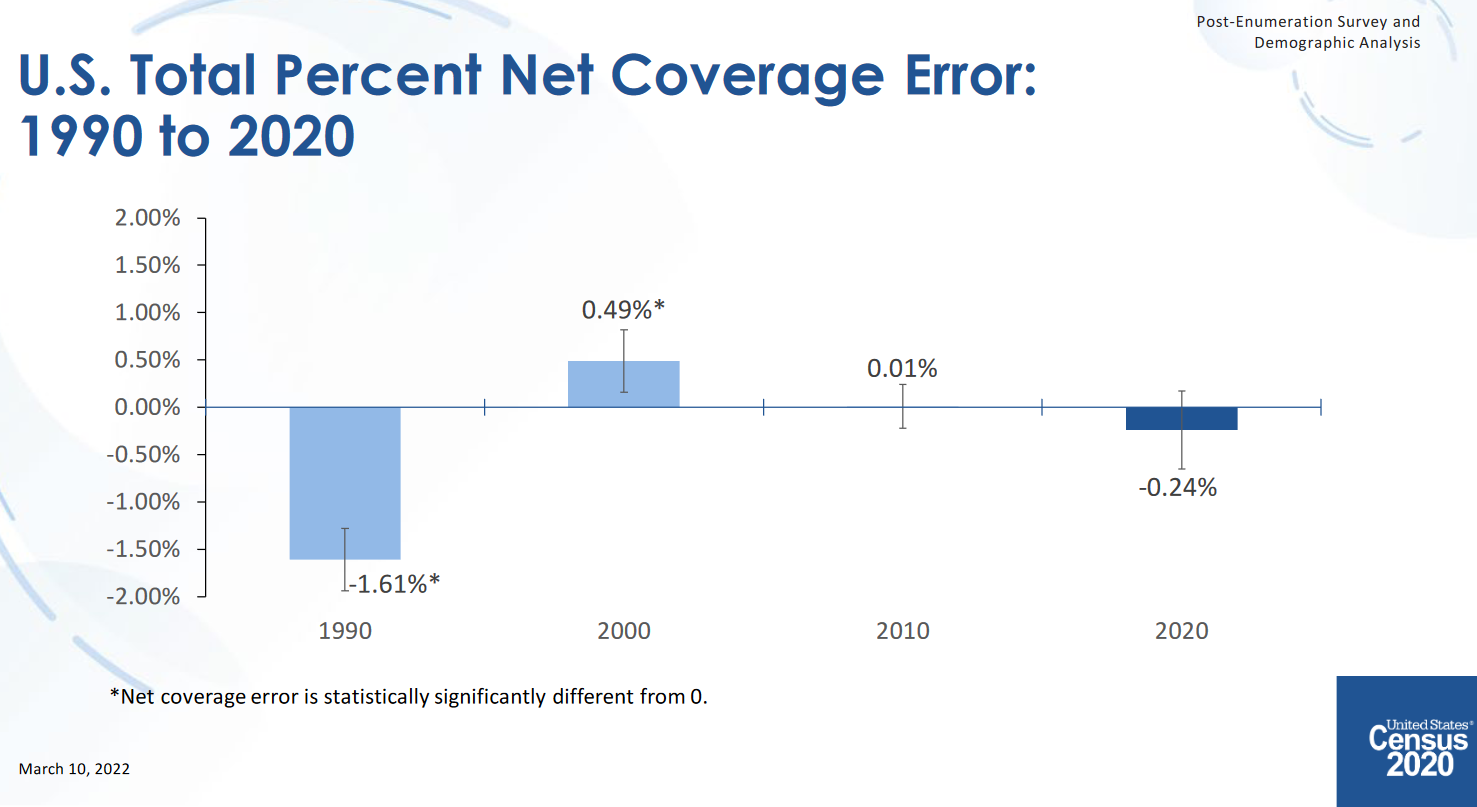 Post-Enumeration Survey and
Demographic Analysis
U.S. Total Percent Net Coverage Error:
1990 to 2020
2.00%
1.50%
1.00%
0.50%
0.00%
-0.50%
-1.00%
-1.50%
-2.00%
-1.61%*
0.49%*
0.01%
-0.24%
1990
2000
2010
2020
*Net coverage error is statistically significantly different from 0.
March 10, 2022
United States®
Census
2020